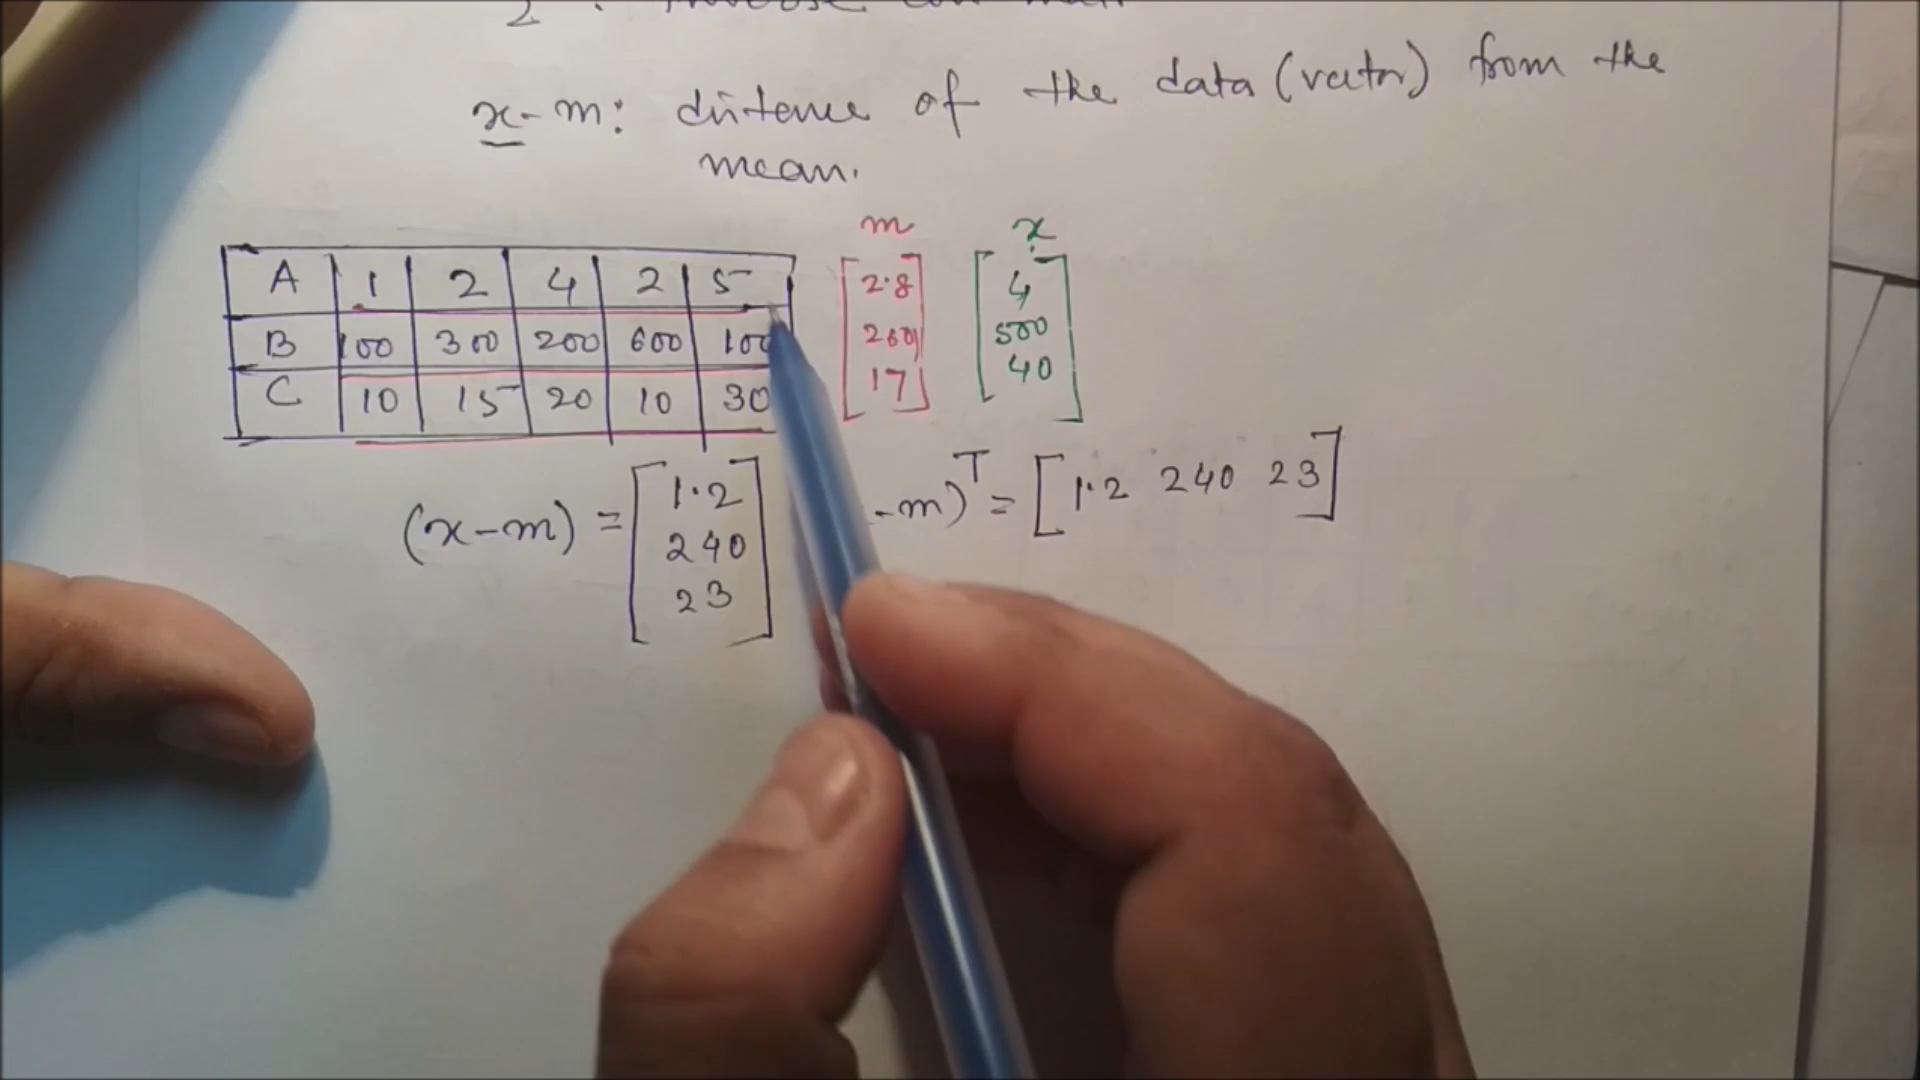 x-m: distence of the data (vector) from the
mean.
m x
A 1 2 4 2 5 2.8 4
B 100 300 200 600 100 260 500
C 10 15 20 10 30 17 40
(x-m) = [1.2 240 23] -m)ᵀ = [1.2 240 23]